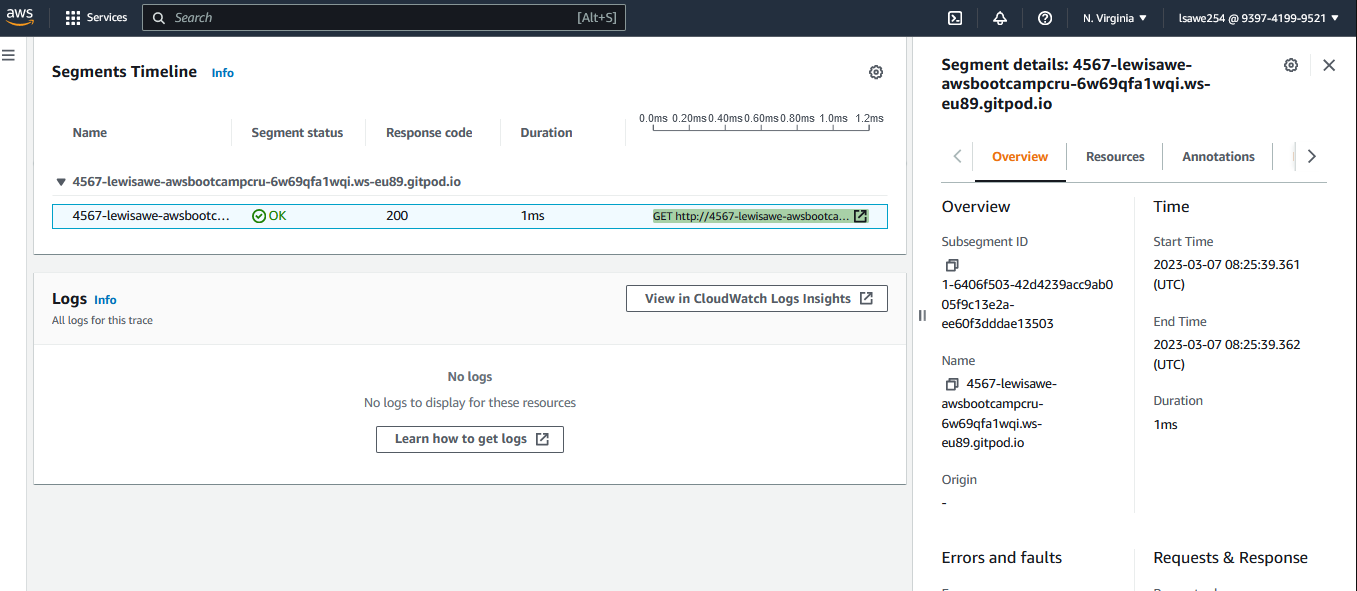 aws
Services
Search
[Alt+S]
N. Virginia
lsawe254 @ 9397-4199-9521
Segments Timeline Info
Name
Segment status
Response code
Duration
0.0ms 0.20ms 0.40ms 0.60ms 0.80ms 1.0ms 1.2ms
4567-lewisawe-awsbootcampcru-6w69qfa1wqi.ws-eu89.gitpod.io
4567-lewisawe-awsbootc... OK 200 1ms GET http://4567-lewisawe-awsbootca...
Logs Info
All logs for this trace
View in CloudWatch Logs Insights
No logs
No logs to display for these resources
Learn how to get logs
Segment details: 4567-lewisawe-
awsbootcampcru-6w69qfa1wqi.ws-
eu89.gitpod.io
Overview
Resources
Annotations
Overview
Subsegment ID
1-6406f503-42d4239acc9ab0
05f9c13e2a-
ee60f3dddae13503
Name
4567-lewisawe-
awsbootcampcru-
6w69qfa1wqi.ws-
eu89.gitpod.io
Origin
-
Time
Start Time
2023-03-07 08:25:39.361
(UTC)
End Time
2023-03-07 08:25:39.362
(UTC)
Duration
1ms
Errors and faults
Requests & Response